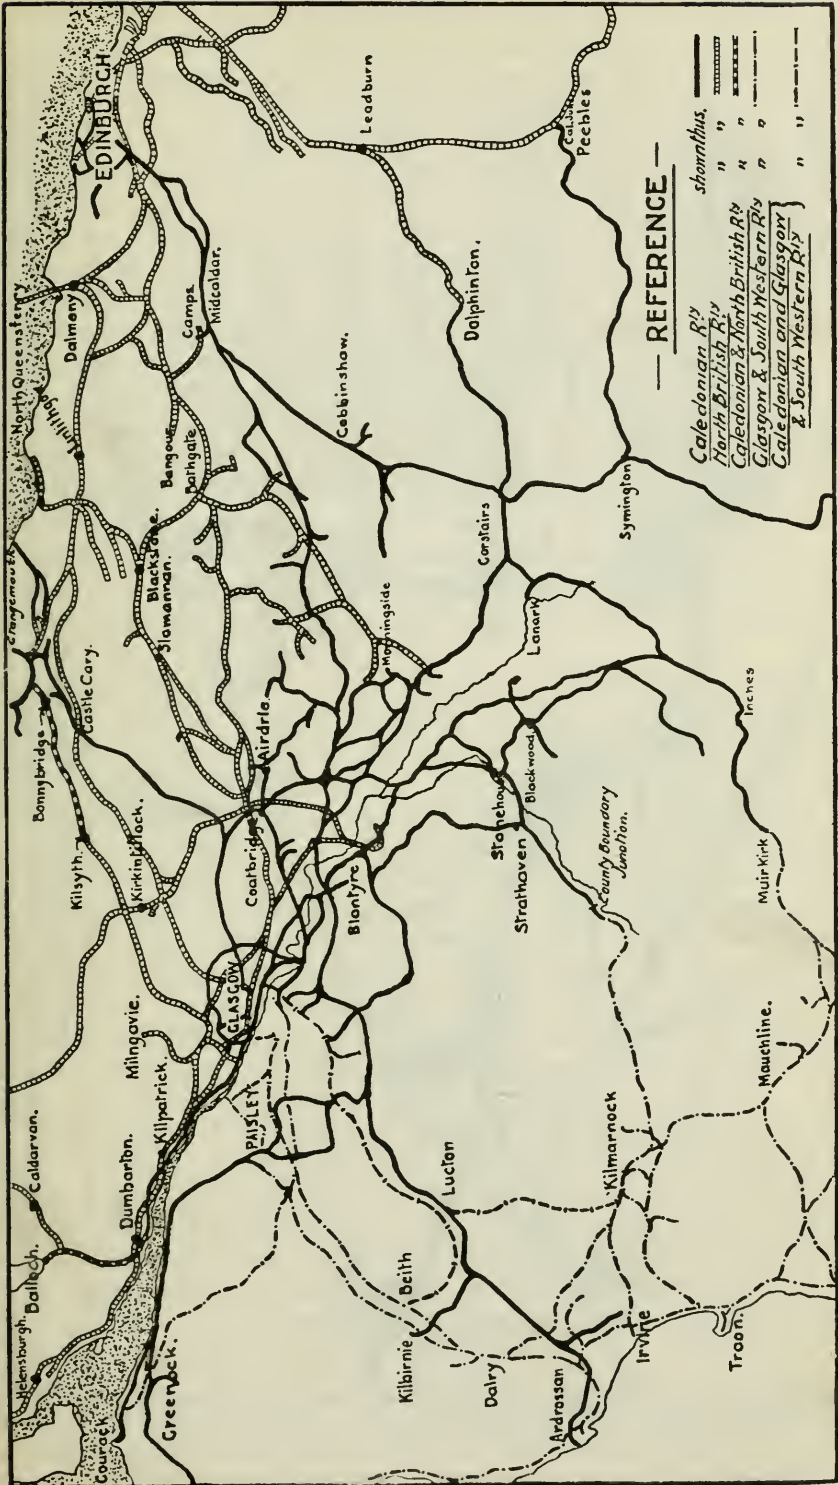 Gourock
Helensburgh.
Balloch.
Caldarvan.
Grangemouth
North Queensferry
Bonnybridge
Linlithgow
Kilsyth.
Castle Cary.
Dalmeny
EDINBURGH
Dumbarton.
Milngavie.
Kirkintilloch.
Greenock.
Kilpatrick.
Slamannan.
Blackstone.
Bangour
Bathgate
Camps
Midcalder.
PAISLEY
GLASGOW
Coatbridge
Airdrie.
Cobbinshaw.
Leadburn
Blantyre
Morningside
Kilbirnie
Beith
Lugton
Dalry
Stonehouse
Carstairs
Dolphinton.
Strathaven
Blackwood
Lanark
Ardrossan
Kilmarnock
County Boundary
Junction.
Symington
Peebles
Irvine
Troon.
Mauchline.
Muirkirk
Inches
— REFERENCE —
Caledonian Rly shown thus.
North British Rly " "
Caledonian & North British Rly " "
Glasgow & South Western Rly " "
Caledonian and Glasgow
& South Western Rly } " "